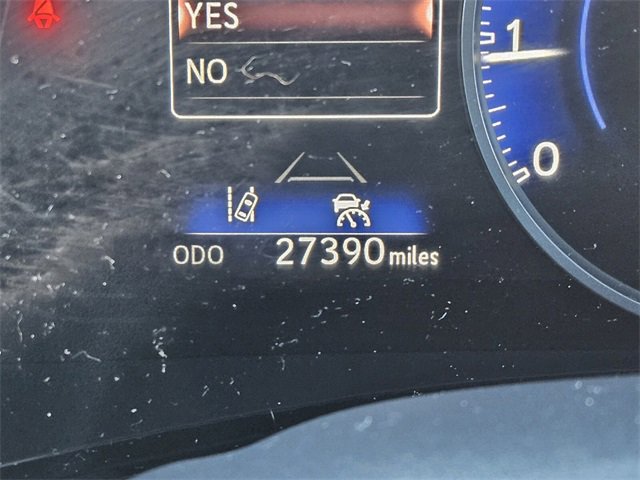 YES
NO
1
0
ODO 27390 miles